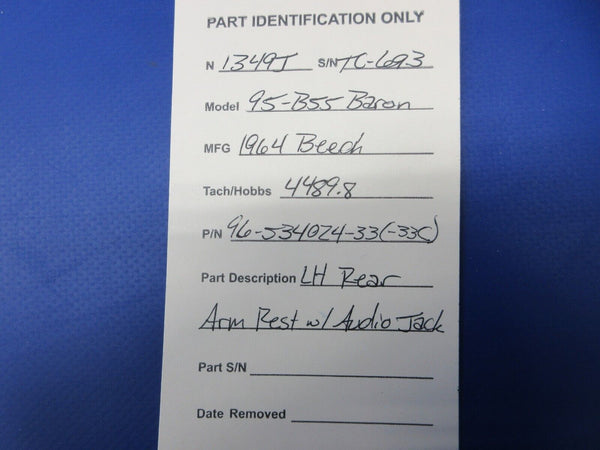 PART IDENTIFICATION ONLY
N 1349J S/N TC-693
Model 95-B55 Baron
MFG 1964 Beech
Tach/Hobbs 4489.8
P/N 96-534024-33(-33C)
Part Description LH Rear
Arm Rest w/ Audio Jack
Part S/N
Date Removed